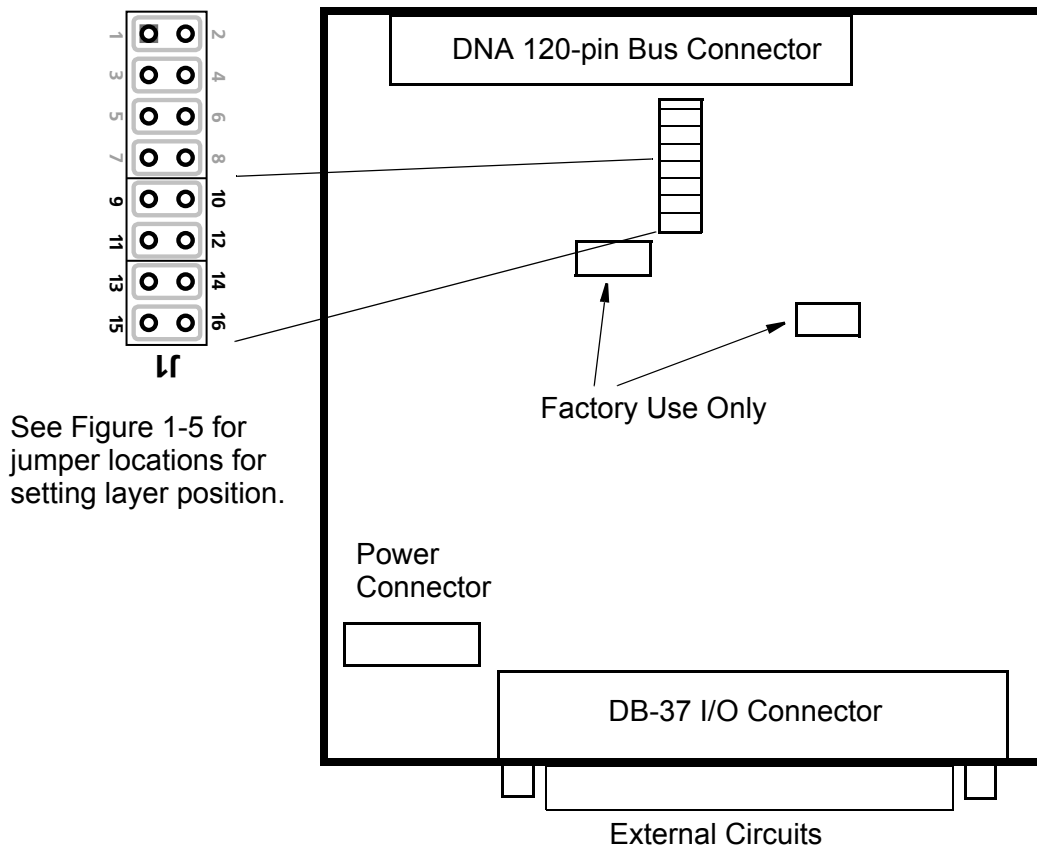 DNA 120-pin Bus Connector
1 2
3 4
5 6
7 8
9 10
11 12
13 14
15 16
J1
See Figure 1-5 for
jumper locations for
setting layer position.
Factory Use Only
Power
Connector
DB-37 I/O Connector
External Circuits